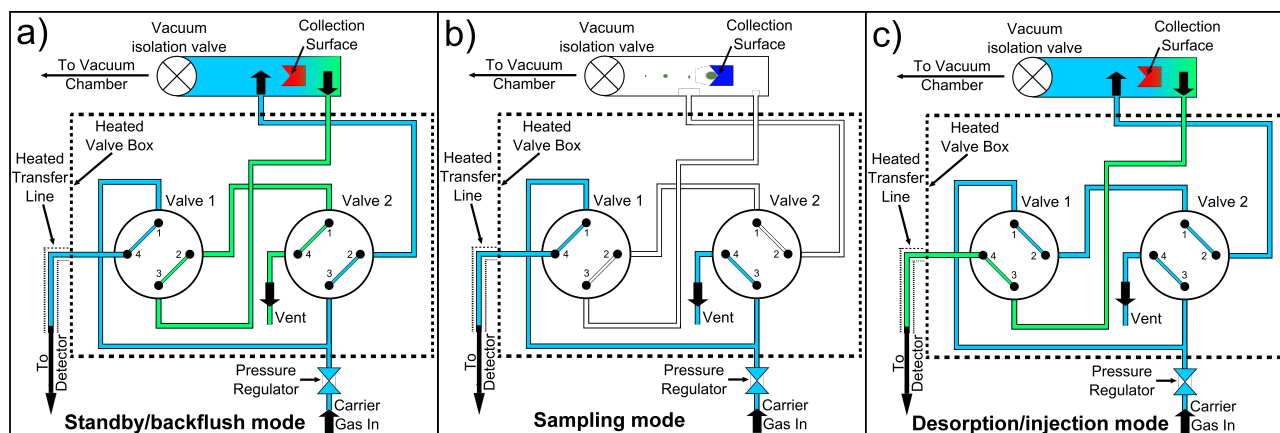 a)
Vacuum
isolation valve
Collection
Surface
To Vacuum
Chamber
Heated
Valve Box
Heated
Transfer
Line
Valve 1
Valve 2
1
2
3
4
1
2
3
4
Vent
To
Detector
Pressure
Regulator
Carrier
Gas In
Standby/backflush mode
b)
Vacuum
isolation valve
Collection
Surface
To Vacuum
Chamber
Heated
Valve Box
Heated
Transfer
Line
Valve 1
Valve 2
1
2
3
4
1
2
3
4
Vent
To
Detector
Pressure
Regulator
Carrier
Gas In
Sampling mode
c)
Vacuum
isolation valve
Collection
Surface
To Vacuum
Chamber
Heated
Valve Box
Heated
Transfer
Line
Valve 1
Valve 2
1
2
3
4
1
2
3
4
Vent
To
Detector
Pressure
Regulator
Carrier
Gas In
Desorption/injection mode